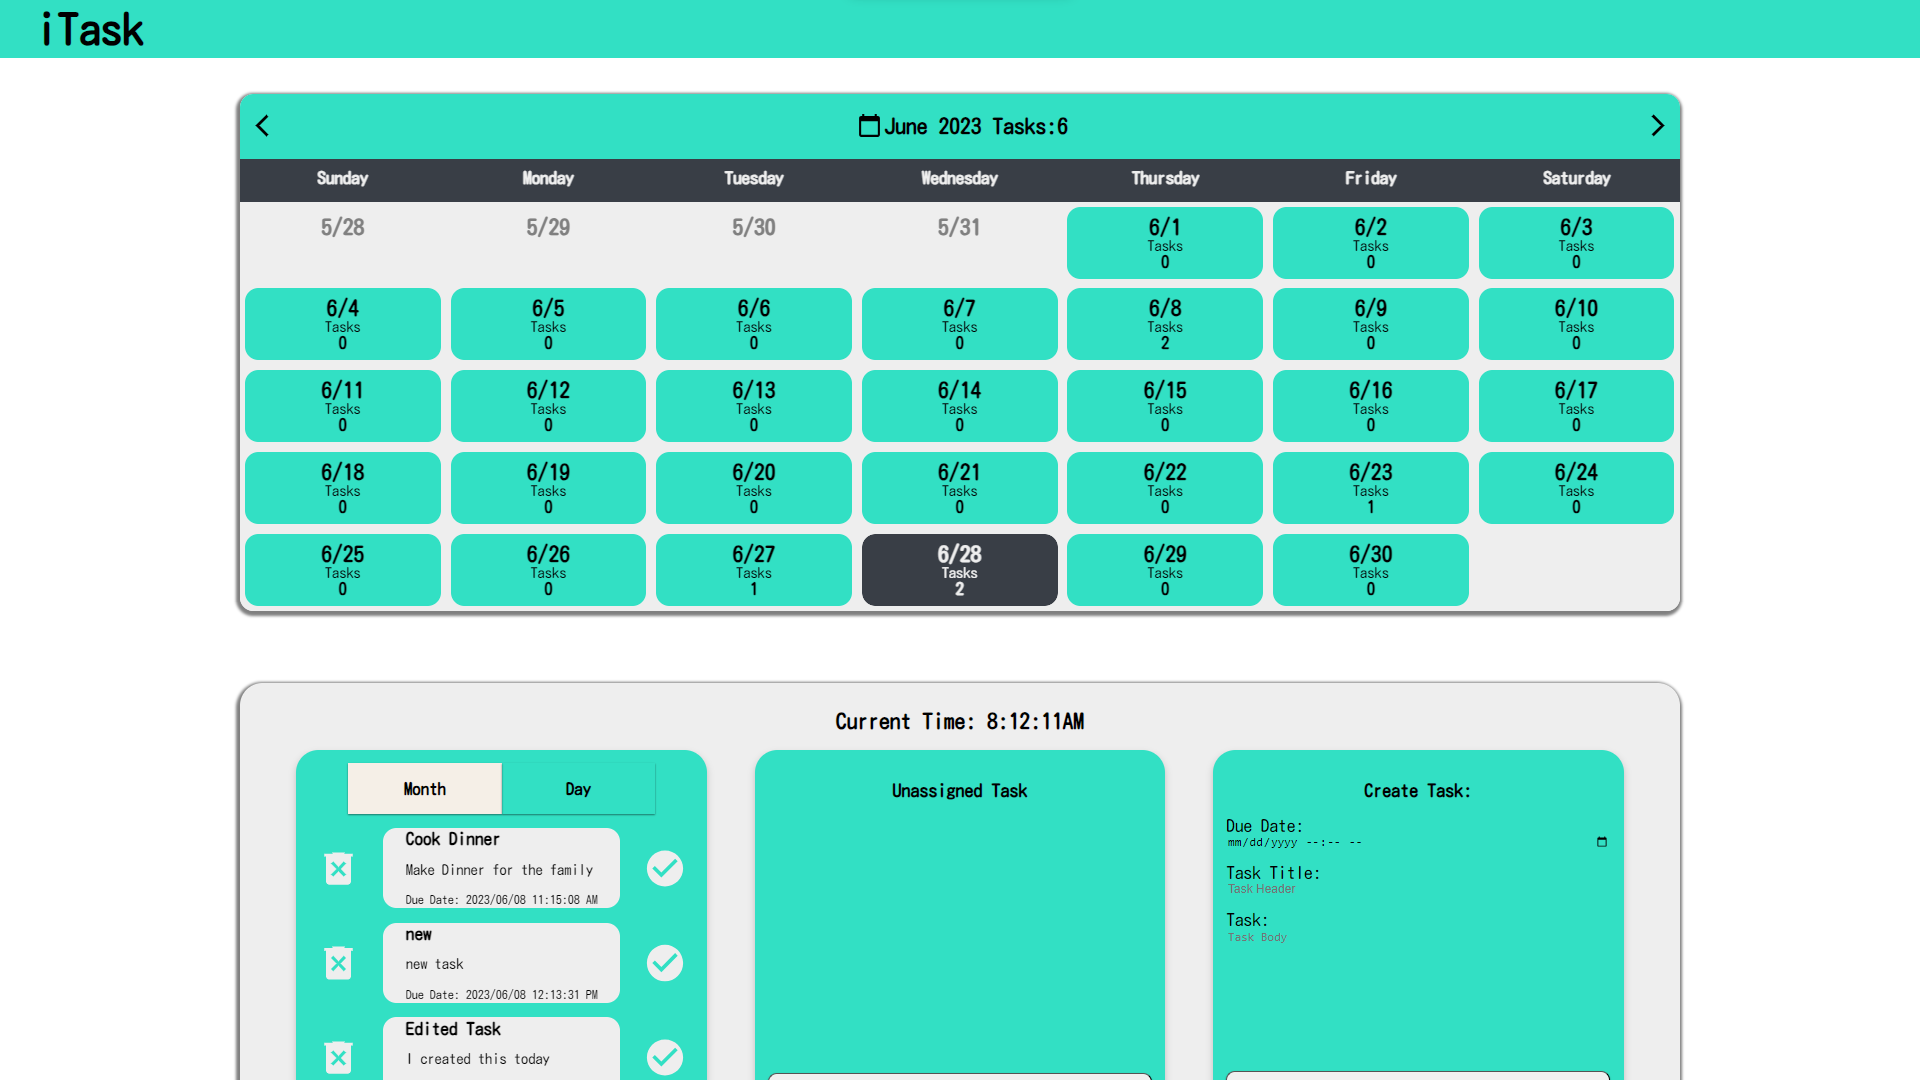 iTask
June 2023 Tasks:6
Sunday Monday Tuesday Wednesday Thursday Friday Saturday
5/28 5/29 5/30 5/31 6/1 6/2 6/3
Tasks Tasks Tasks
0 0 0
6/4 6/5 6/6 6/7 6/8 6/9 6/10
Tasks Tasks Tasks Tasks Tasks Tasks Tasks
0 0 0 0 2 0 0
6/11 6/12 6/13 6/14 6/15 6/16 6/17
Tasks Tasks Tasks Tasks Tasks Tasks Tasks
0 0 0 0 0 0 0
6/18 6/19 6/20 6/21 6/22 6/23 6/24
Tasks Tasks Tasks Tasks Tasks Tasks Tasks
0 0 0 0 0 1 0
6/25 6/26 6/27 6/28 6/29 6/30
Tasks Tasks Tasks Tasks Tasks Tasks
0 0 1 2 0 0
Current Time: 8:12:11AM
Month Day
Cook Dinner
Make Dinner for the family
Due Date: 2023/06/08 11:15:08 AM
new
new task
Due Date: 2023/06/08 12:13:31 PM
Edited Task
I created this today
Unassigned Task
Create Task:
Due Date:
mm/dd/yyyy --:-- --
Task Title:
Task Header
Task:
Task Body